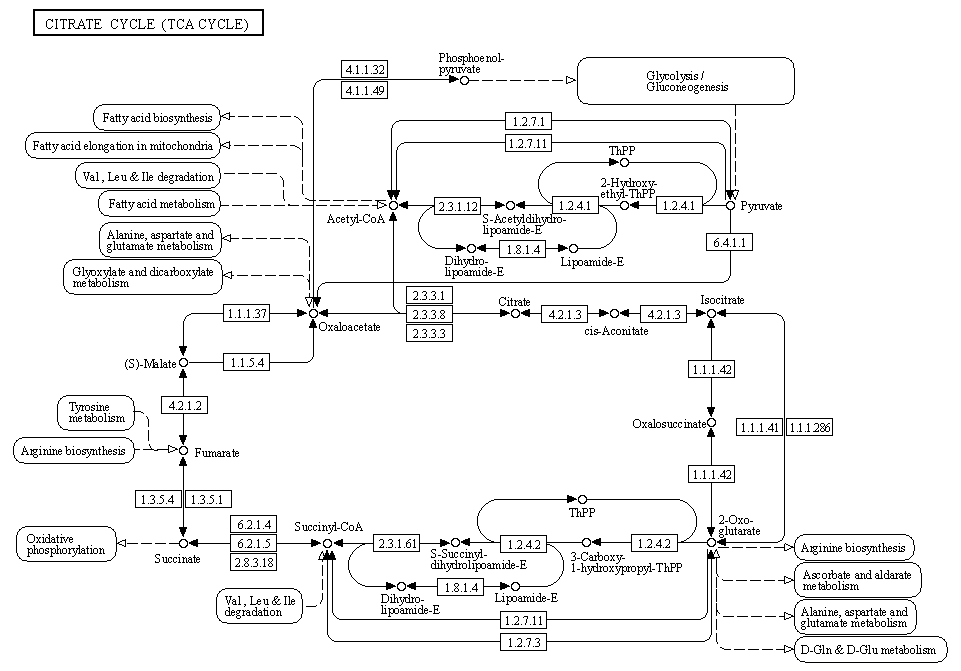 CITRATE CYCLE (TCA CYCLE)
Phosphoenol-
pyruvate
4.1.1.32
4.1.1.49
Glycolysis /
Gluconeogenesis
Fatty acid biosynthesis
Fatty acid elongation in mitochondria
Val, Leu & Ile degradation
Fatty acid metabolism
Alanine, aspartate and
glutamate metabolism
Glyoxylate and dicarboxylate
metabolism
1.2.7.1
1.2.7.11
ThPP
2-Hydroxy-
ethyl-ThPP
Acetyl-CoA
2.3.1.12
S-Acetyldihydro-
lipoamide-E
1.2.4.1
1.2.4.1
Pyruvate
Dihydro-
lipoamide-E
1.8.1.4
Lipoamide-E
6.4.1.1
1.1.1.37
Oxaloacetate
2.3.3.1
2.3.3.8
2.3.3.3
Citrate
4.2.1.3
cis-Aconitate
4.2.1.3
Isocitrate
(S)-Malate
1.1.5.4
1.1.1.42
4.2.1.2
Tyrosine
metabolism
Arginine biosynthesis
Fumarate
Oxalosuccinate
1.1.1.41
1.1.1.286
1.1.1.42
1.3.5.4
1.3.5.1
Oxidative
phosphorylation
Succinate
6.2.1.4
6.2.1.5
2.8.3.18
Succinyl-CoA
2.3.1.61
S-Succinyl-
dihydrolipoamide-E
ThPP
1.2.4.2
3-Carboxy-
1-hydroxypropyl-ThPP
1.2.4.2
2-Oxo-
glutarate
Val, Leu & Ile
degradation
Dihydro-
lipoamide-E
1.8.1.4
Lipoamide-E
1.2.7.11
1.2.7.3
Arginine biosynthesis
Ascorbate and aldarate
metabolism
Alanine, aspartate and
glutamate metabolism
D-Gln & D-Glu metabolism